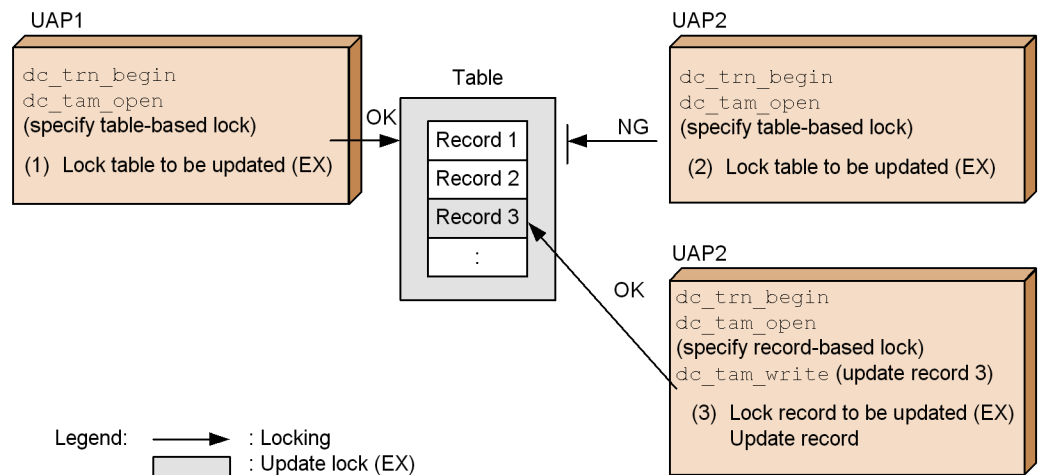 UAP1
dc_trn_begin
dc_tam_open
(specify table-based lock)
(1) Lock table to be updated (EX)
OK
Table
Record 1
Record 2
Record 3
:
NG
UAP2
dc_trn_begin
dc_tam_open
(specify table-based lock)
(2) Lock table to be updated (EX)
OK
UAP2
dc_trn_begin
dc_tam_open
(specify record-based lock)
dc_tam_write (update record 3)
(3) Lock record to be updated (EX)
Update record
Legend:
: Locking
: Update lock (EX)